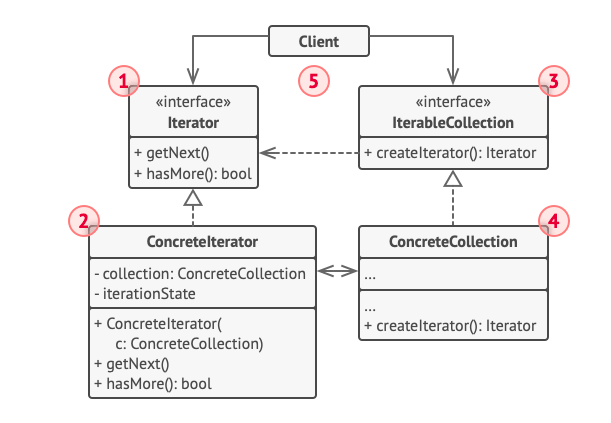 Client
1
5
3
«interface»
Iterator
+ getNext()
+ hasMore(): bool
«interface»
IterableCollection
+ createIterator(): Iterator
2
ConcreteIterator
- collection: ConcreteCollection
- iterationState
+ ConcreteIterator(
c: ConcreteCollection)
+ getNext()
+ hasMore(): bool
4
ConcreteCollection
...
...
+ createIterator(): Iterator